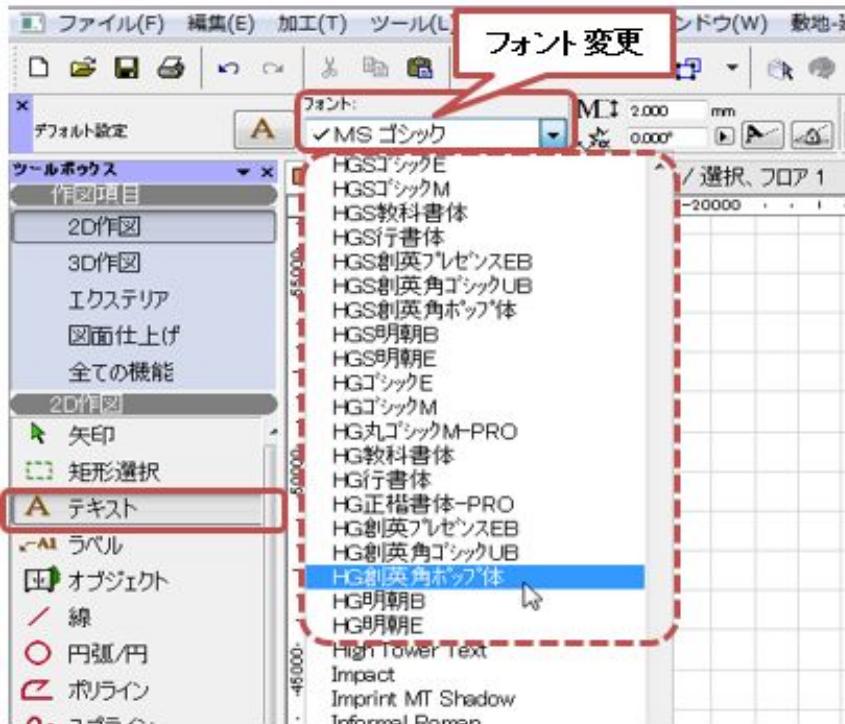 ファイル(F) 編集(E) 加工(T) ツール(L) ンドウ(W) 敷地-
フォント変更
デフォルト設定
A
フォント:
✓MS ゴシック
2.000 mm
0.000°
ツールボックス
作図項目
2D作図
3D作図
エクステリア
図面仕上げ
全ての機能
2D作図
矢印
矩形選択
A テキスト
A1 ラベル
オブジェクト
線
円弧/円
ポリライン
スプライン
HGSゴシックE
HGSゴシックM
HGS教科書体
HGS行書体
HGS創英プレゼンスEB
HGS創英角ゴシックUB
HGS創英角ポップ体
HGS明朝B
HGS明朝E
HGゴシックE
HGゴシックM
HG丸ゴシックM-PRO
HG教科書体
HG行書体
HG正楷書体-PRO
HG創英プレゼンスEB
HG創英角ゴシックUB
HG創英角ポップ体
HG明朝B
HG明朝E
High Tower Text
Impact
Imprint MT Shadow
Informal Roman
/ 選択、フロア 1
-20000
55000
50000
45000